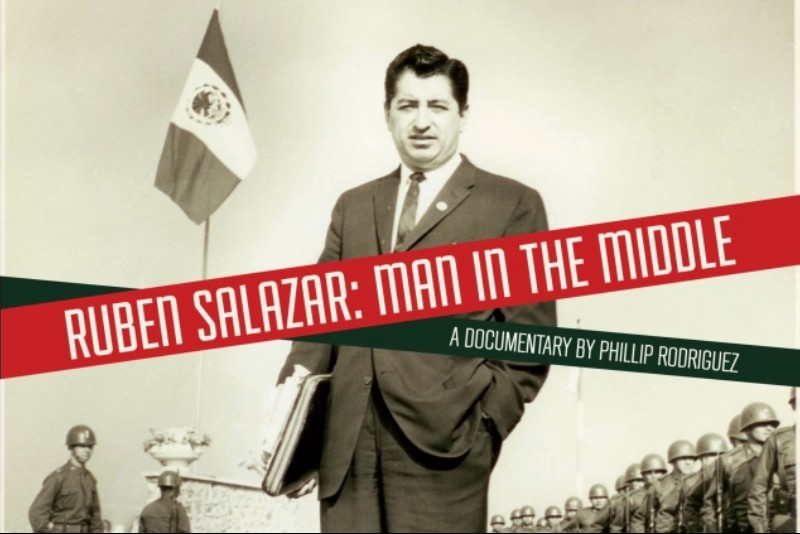 RUBEN SALAZAR: MAN IN THE MIDDLE
A DOCUMENTARY BY PHILLIP RODRIGUEZ